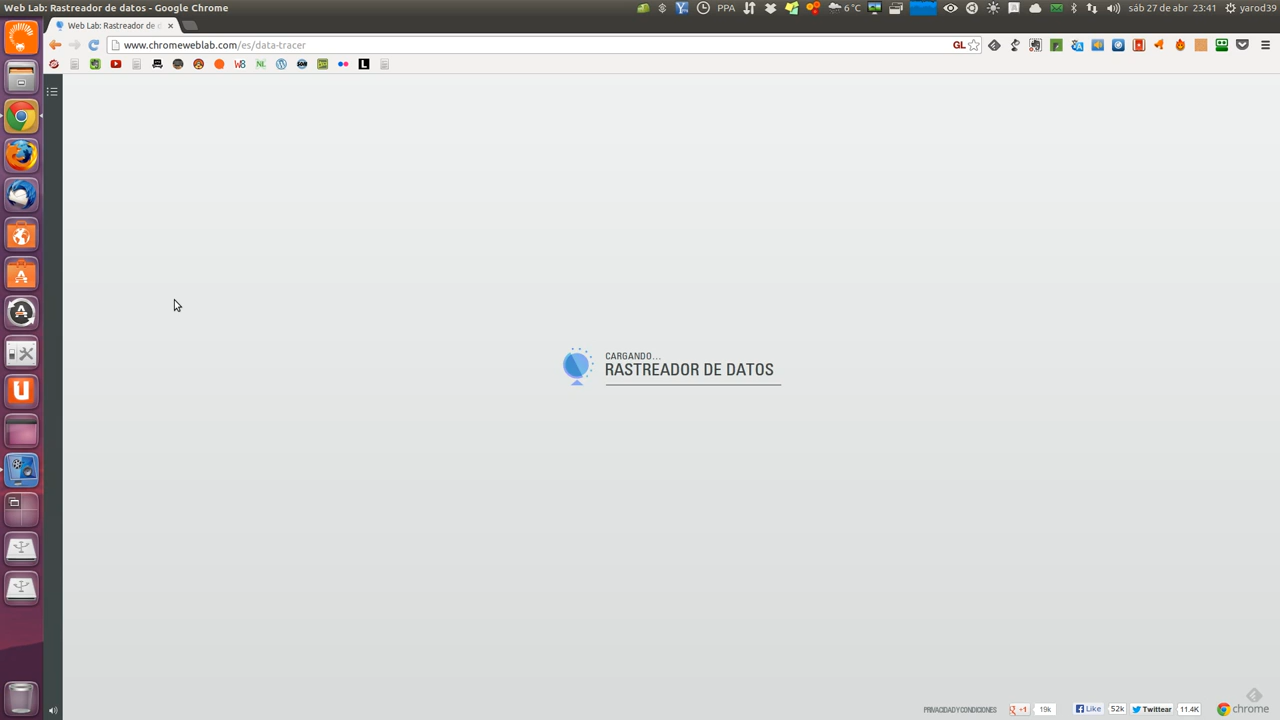 Web Lab: Rastreador de datos - Google Chrome
PPA
6°C
sáb 27 de abr 23:41
yarod39
Web Lab: Rastreador de d
www.chromeweblab.com/es/data-tracer
GL
W8
NL
L
CARGANDO...
RASTREADOR DE DATOS
PRIVACIDAD Y CONDICIONES
+1
19k
Like
52k
Twittear
11.4K
chrome